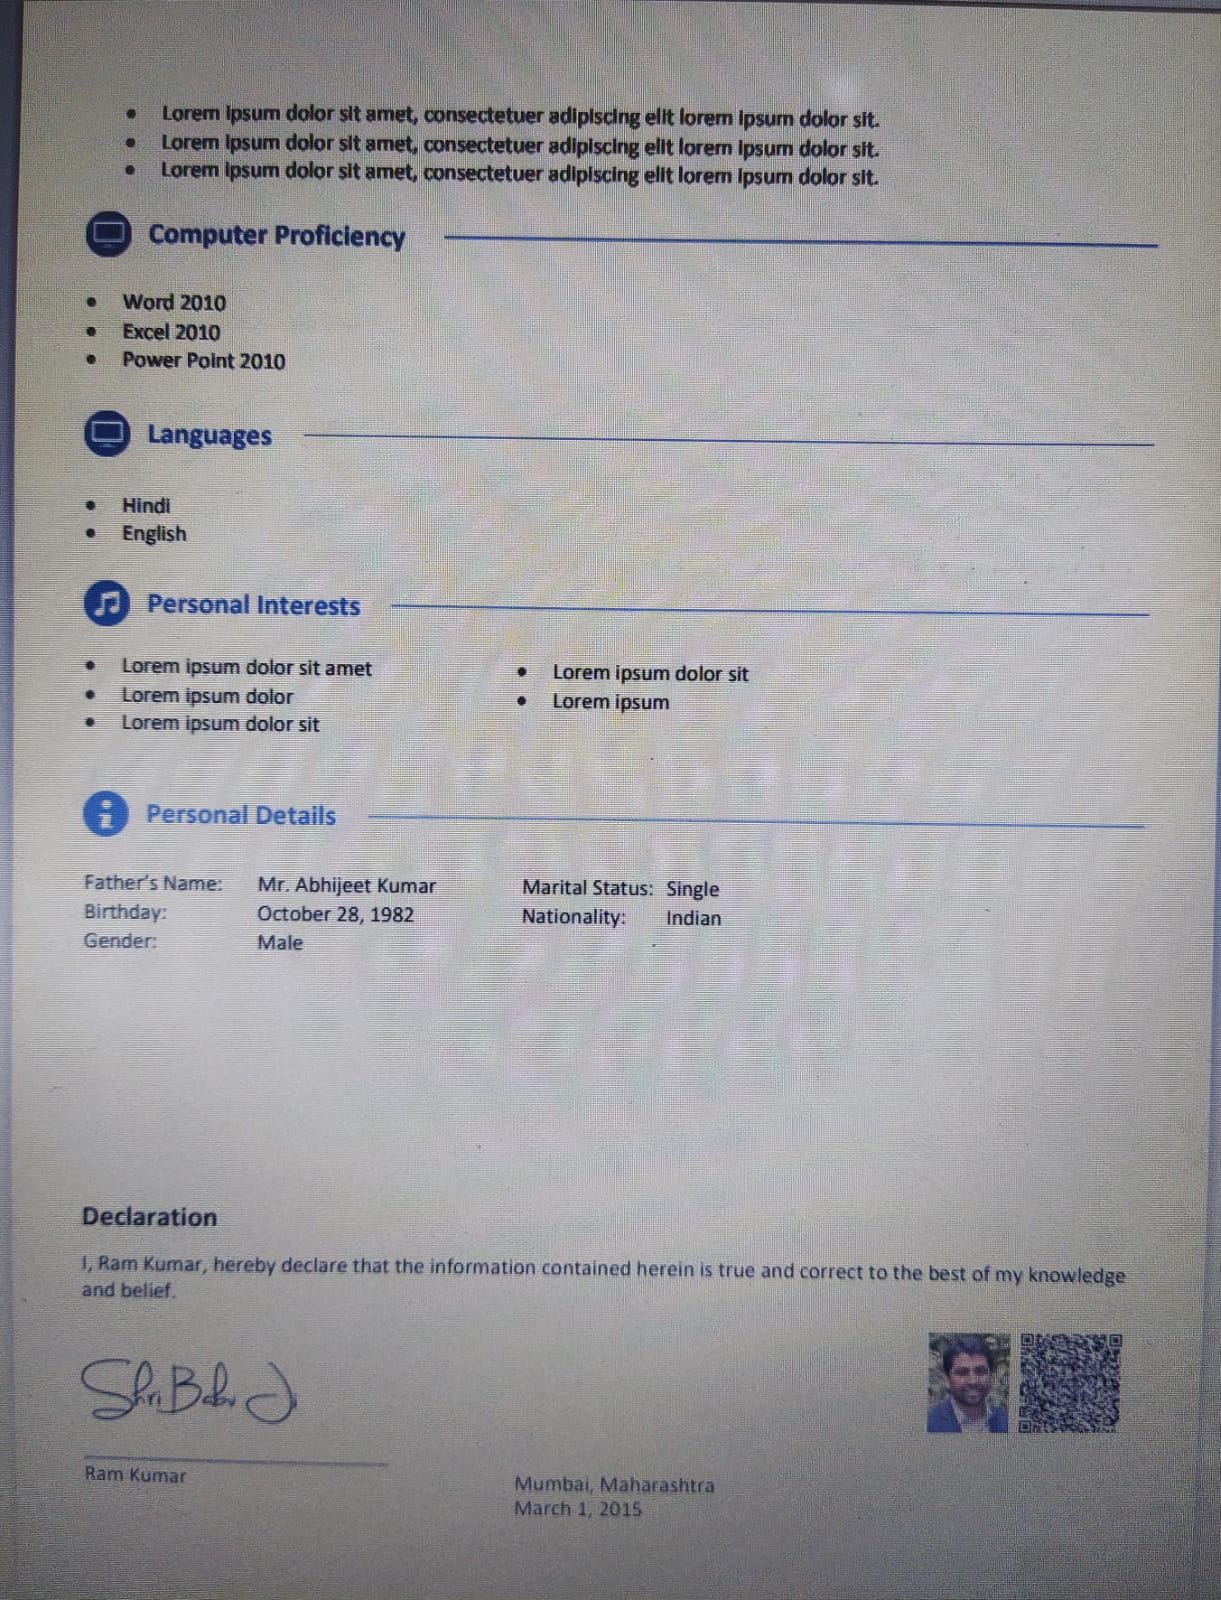 • Lorem ipsum dolor sit amet, consectetuer adipiscing elit lorem ipsum dolor sit.
• Lorem ipsum dolor sit amet, consectetuer adipiscing elit lorem ipsum dolor sit.
• Lorem ipsum dolor sit amet, consectetuer adipiscing elit lorem ipsum dolor sit.
Computer Proficiency
• Word 2010
• Excel 2010
• Power Point 2010
Languages
• Hindi
• English
Personal Interests
• Lorem ipsum dolor sit amet
• Lorem ipsum dolor
• Lorem ipsum dolor sit
• Lorem ipsum dolor sit
• Lorem ipsum
Personal Details
Father's Name: Mr. Abhijeet Kumar
Birthday: October 28, 1982
Gender: Male
Marital Status: Single
Nationality: Indian
Declaration
I, Ram Kumar, hereby declare that the information contained herein is true and correct to the best of my knowledge
and belief.
Ram Kumar
Mumbai, Maharashtra
March 1, 2015